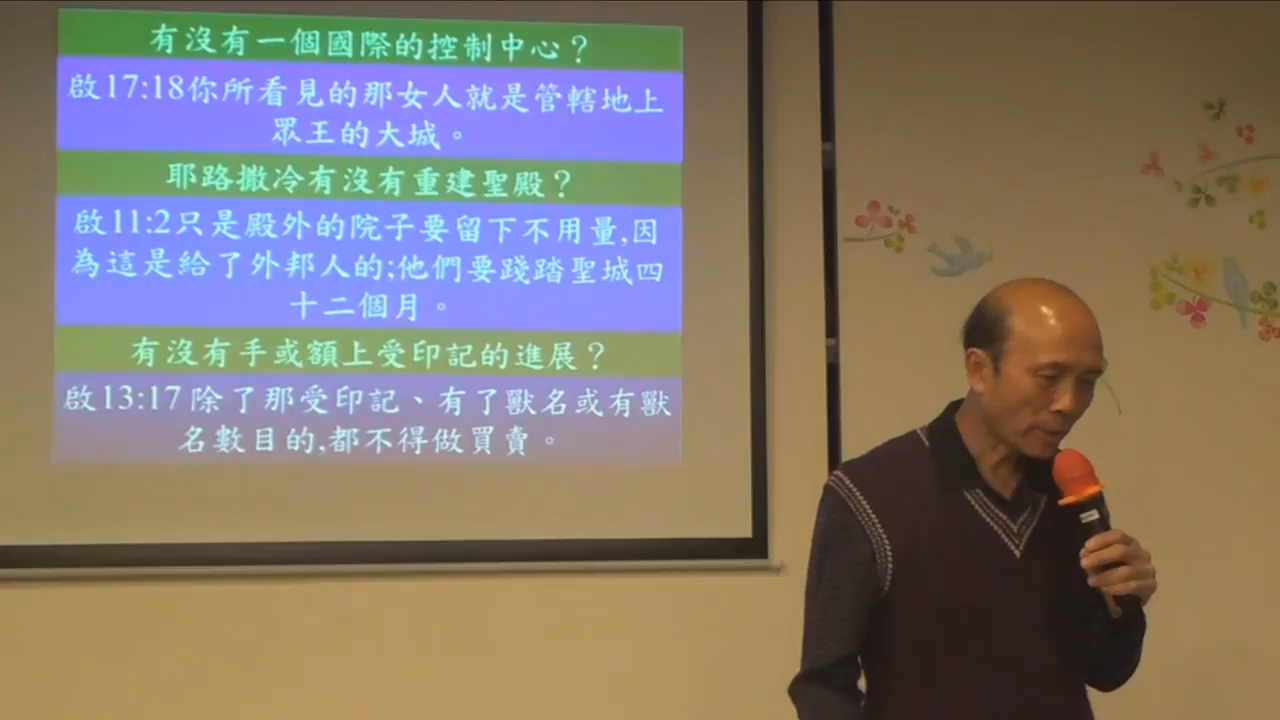 有沒有一個國際的控制中心？
啟17:18你所看見的那女人就是管轄地上
眾王的大城。
耶路撒冷有沒有重建聖殿？
啟11:2只是殿外的院子要留下不用量,因
為這是給了外邦人的;他們要踐踏聖城四
十二個月。
有沒有手或額上受印記的進展？
啟13:17 除了那受印記、有了獸名或有獸
名數目的,都不得做買賣。